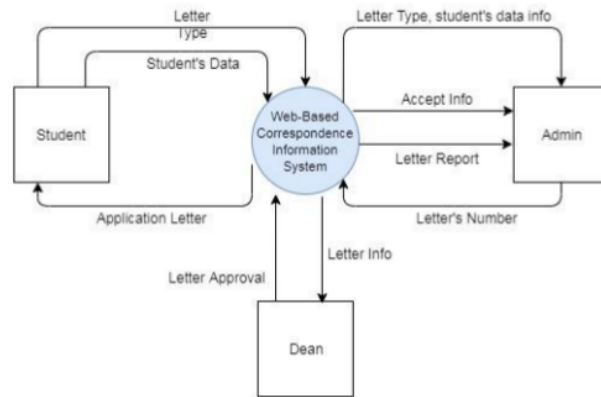 Letter
Type
Letter Type, student's data info
Student's Data
Student
Web-Based
Correspondence
Information
System
Accept Info
Admin
Letter Report
Application Letter
Letter's Number
Letter Info
Letter Approval
Dean